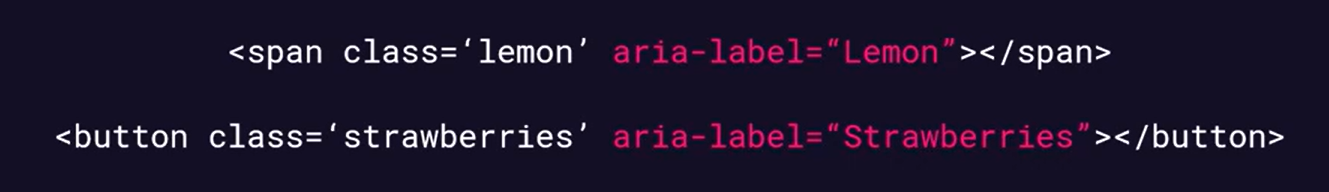 <span class=‘lemon’ aria-label=“Lemon”></span>
<button class=‘strawberries’ aria-label=“Strawberries”></button>